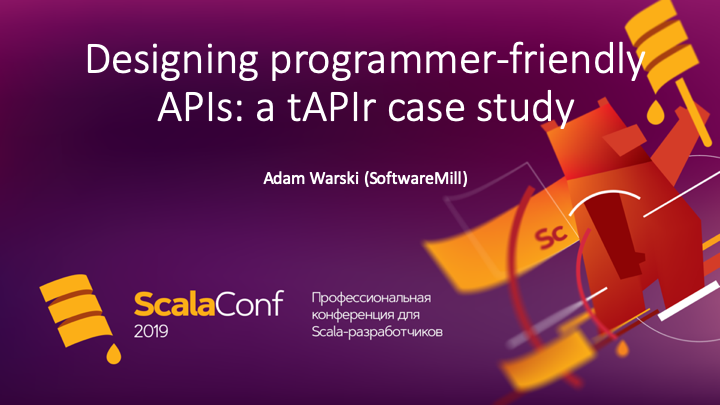 Designing programmer-friendly
APIs: a tAPIr case study
Adam Warski (SoftwareMill)
Sc
ScalaConf
2019
Профессиональная
конференция для
Scala-разработчиков